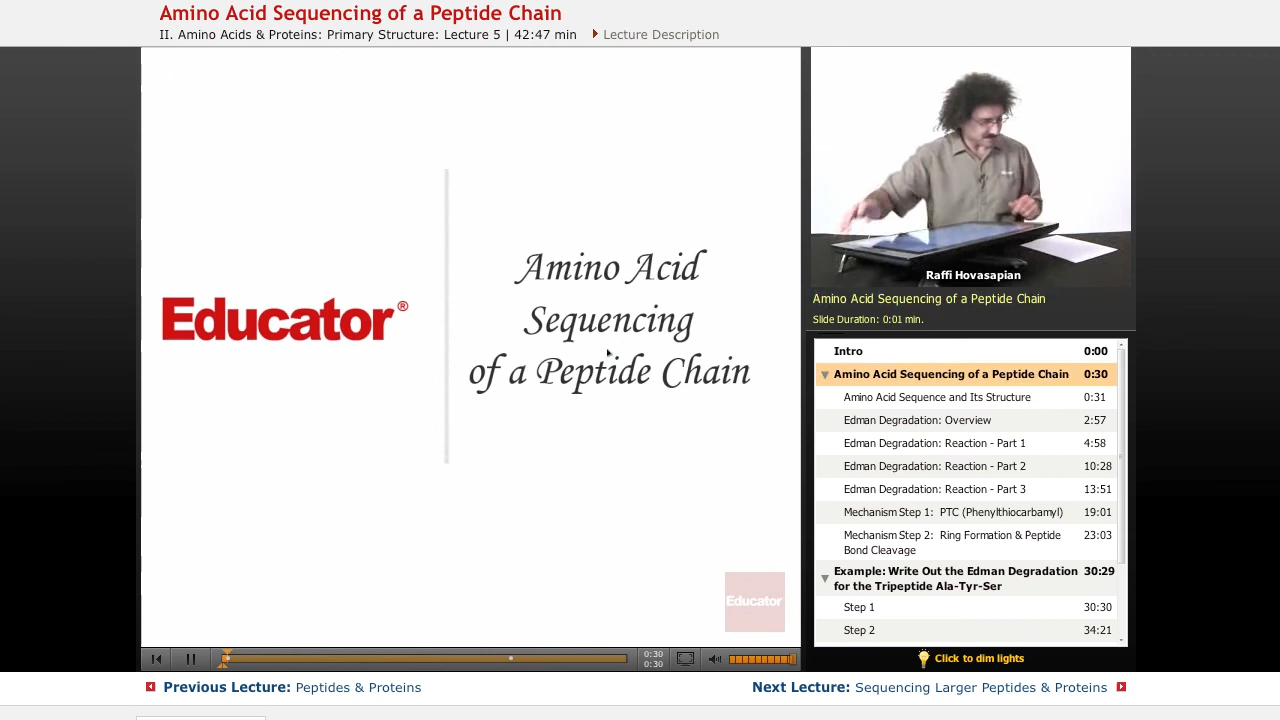 Amino Acid Sequencing of a Peptide Chain
II. Amino Acids & Proteins: Primary Structure: Lecture 5 | 42:47 min Lecture Description
Educator®
Amino Acid
Sequencing
of a Peptide Chain
Educator
Raffi Hovasapian
Amino Acid Sequencing of a Peptide Chain
Slide Duration: 0:01 min.
Intro 0:00
Amino Acid Sequencing of a Peptide Chain 0:30
Amino Acid Sequence and Its Structure 0:31
Edman Degradation: Overview 2:57
Edman Degradation: Reaction - Part 1 4:58
Edman Degradation: Reaction - Part 2 10:28
Edman Degradation: Reaction - Part 3 13:51
Mechanism Step 1: PTC (Phenylthiocarbamyl) 19:01
Mechanism Step 2: Ring Formation & Peptide 23:03
Bond Cleavage
Example: Write Out the Edman Degradation 30:29
for the Tripeptide Ala-Tyr-Ser
Step 1 30:30
Step 2 34:21
0:30
0:30
Click to dim lights
Previous Lecture: Peptides & Proteins
Next Lecture: Sequencing Larger Peptides & Proteins